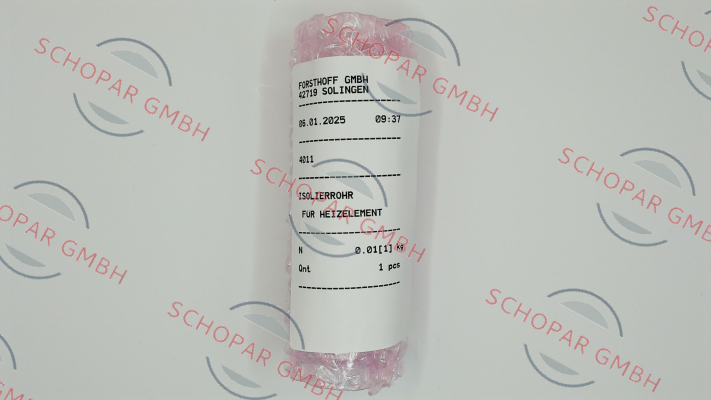 FORSTHOFF GMBH
42719 SOLINGEN
06.01.2025 09:37
4011
ISOLIERROHR
FUR HEIZELEMENT
N 0.01[1] kg
Qnt 1 pcs
SCHOPAR GMBH
SCHOPAR GMBH
SCHOPAR GMBH
SCHOPAR GMBH
SCHOPAR GMBH
SCHOPAR GMBH
SCHOPAR GMBH
SCHOPAR GMBH